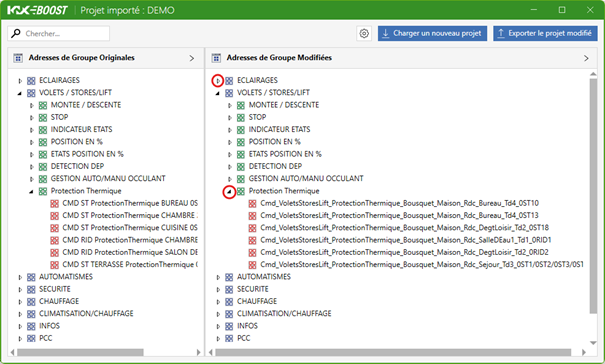 KNX BOOST Projet importé : DEMO
Chercher...
Charger un nouveau projet
Exporter le projet modifié
Adresses de Groupe Originales
ECLAIRAGES
VOLETS / STORES/LIFT
MONTEE / DESCENTE
STOP
INDICATEUR ETATS
POSITION EN %
ETATS POSITION EN %
DETECTION DEP
GESTION AUTO/MANU OCCULANT
Protection Thermique
CMD ST ProtectionThermique BUREAU 0S
CMD ST ProtectionThermique CHAMBRE
CMD ST ProtectionThermique CUISINE 0S
CMD RID ProtectionThermique CHAMBRE
CMD RID ProtectionThermique SALON DE
CMD ST TERRASSE ProtectionThermique 0
AUTOMATISMES
SECURITE
CHAUFFAGE
CLIMATISATION/CHAUFFAGE
INFOS
PCC
Adresses de Groupe Modifiées
ECLAIRAGES
VOLETS / STORES/LIFT
MONTEE / DESCENTE
STOP
INDICATEUR ETATS
POSITION EN %
ETATS POSITION EN %
DETECTION DEP
GESTION AUTO/MANU OCCULANT
Protection Thermique
Cmd_VoletsStoresLift_ProtectionThermique_Bousquet_Maison_Rdc_Bureau_Td4_0ST10
Cmd_VoletsStoresLift_ProtectionThermique_Bousquet_Maison_Rdc_Bureau_Td4_0ST13
Cmd_VoletsStoresLift_ProtectionThermique_Bousquet_Maison_Rdc_DegtLoisir_Td2_0ST18
Cmd_VoletsStoresLift_ProtectionThermique_Bousquet_Maison_Rdc_SalleDEau1_Td1_0RID1
Cmd_VoletsStoresLift_ProtectionThermique_Bousquet_Maison_Rdc_DegtLoisir_Td2_0RID2
Cmd_VoletsStoresLift_ProtectionThermique_Bousquet_Maison_Rdc_Sejour_Td3_0ST1/0ST2/0ST3/0S1
AUTOMATISMES
SECURITE
CHAUFFAGE
CLIMATISATION/CHAUFFAGE
INFOS
PCC